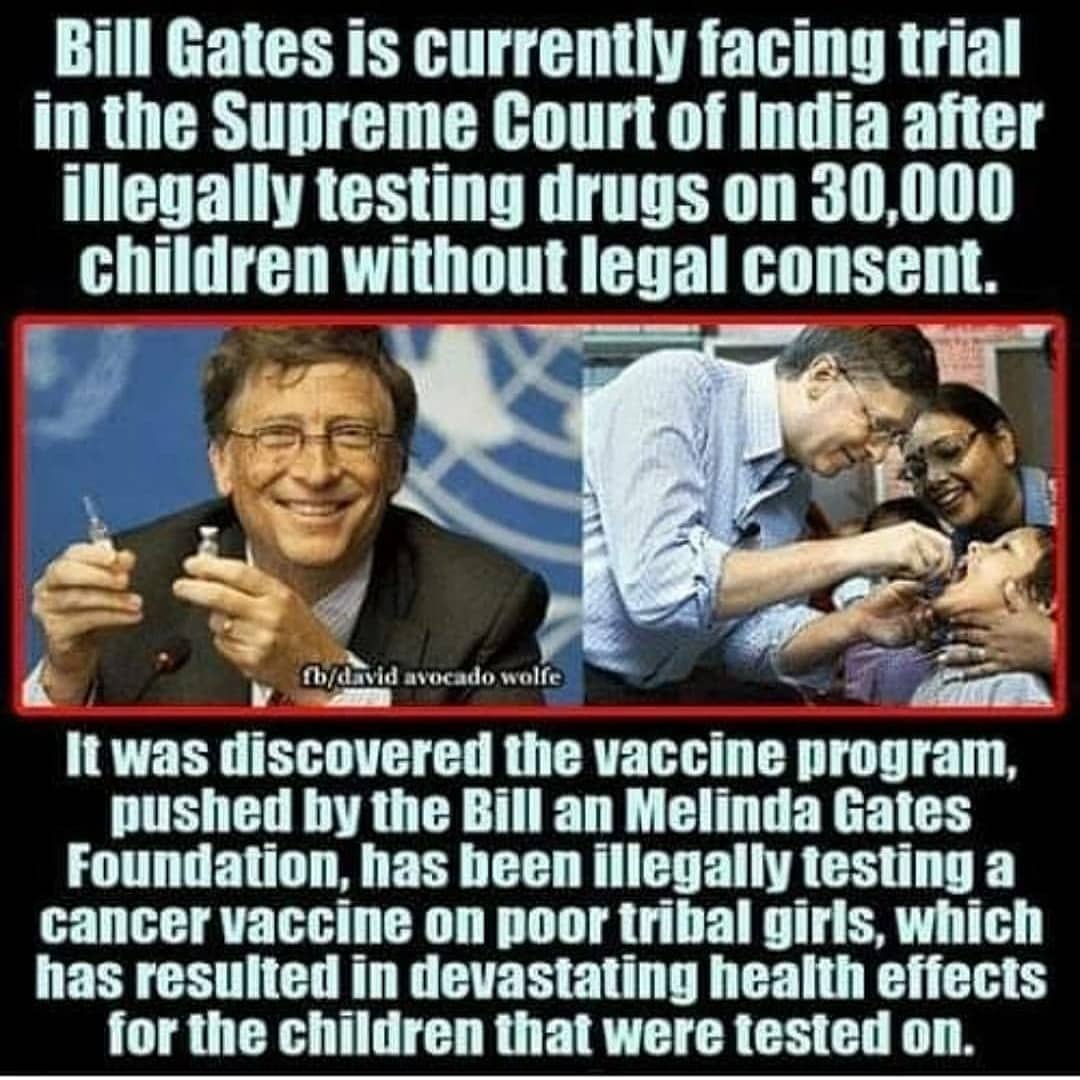 Bill Gates is currently facing trial
in the Supreme Court of India after
illegally testing drugs on 30,000
children without legal consent.
fb/david avocado wolfe
It was discovered the vaccine program,
pushed by the Bill an Melinda Gates
Foundation, has been illegally testing a
cancer vaccine on poor tribal girls, which
has resulted in devastating health effects
for the children that were tested on.